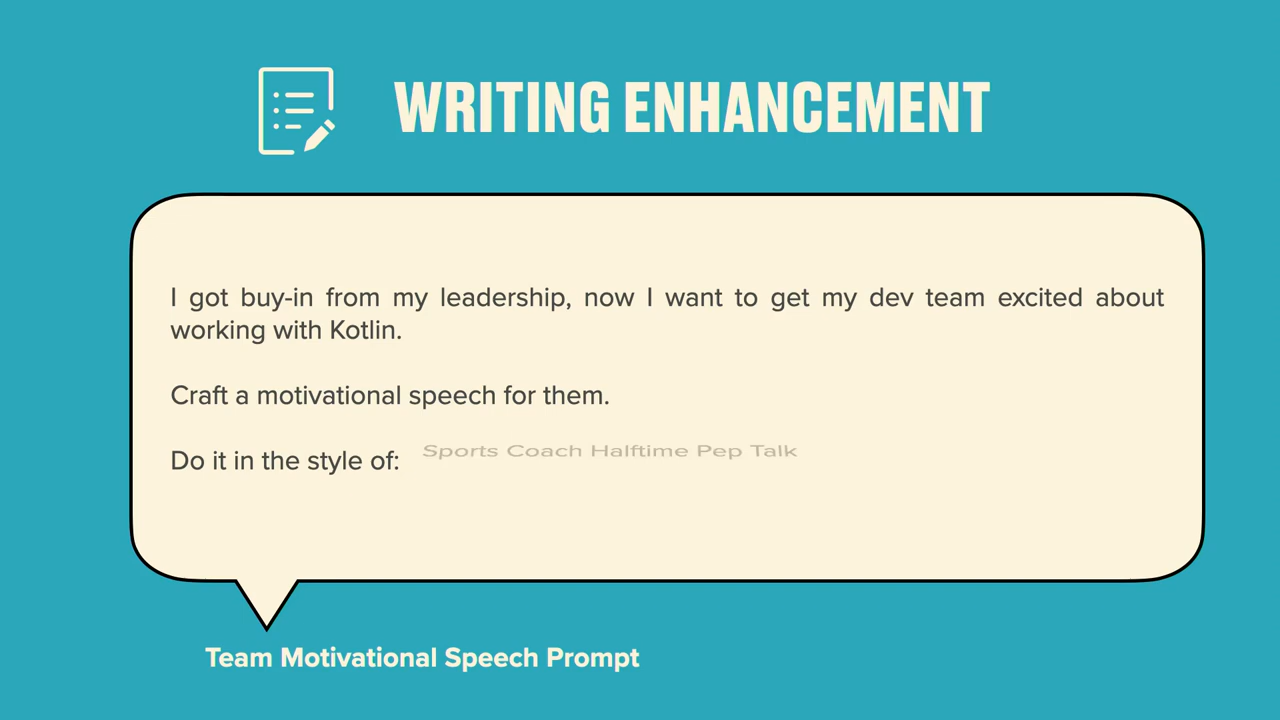 WRITING ENHANCEMENT
I got buy-in from my leadership, now I want to get my dev team excited about
working with Kotlin.
Craft a motivational speech for them.
Do it in the style of: Sports Coach Halftime Pep Talk
Team Motivational Speech Prompt